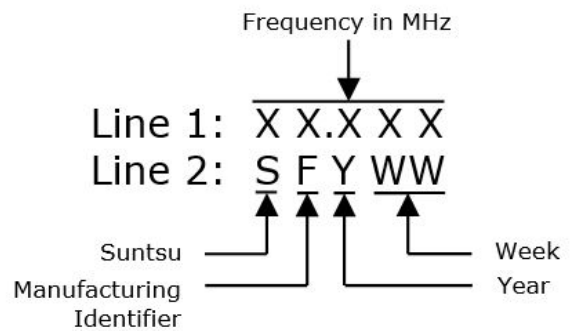 Frequency in MHz
Line 1: X X.X X X
Line 2: S F Y WW
Suntsu
Week
Manufacturing
Identifier
Year